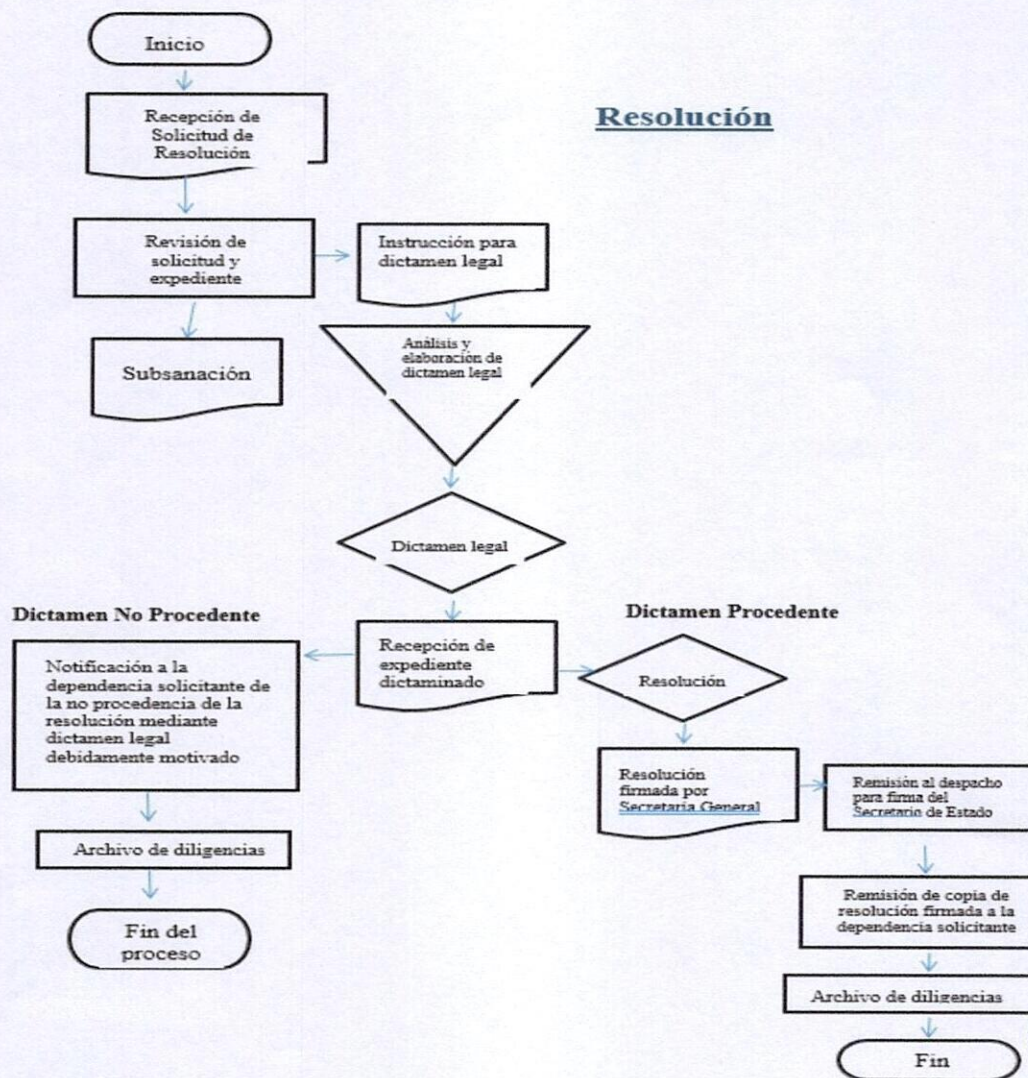 Inicio
Resolución
Recepción de
Solicitud de
Resolución
Revisión de
solicitud y
expediente
Instrucción para
dictamen legal
Subsanación
Análisis y
elaboración de
dictamen legal
Dictamen legal
Dictamen No Procedente
Dictamen Procedente
Notificación a la
dependencia solicitante de
la no procedencia de la
resolución mediante
dictamen legal
debidamente motivado
Recepción de
expediente
dictaminado
Resolución
Resolución
firmada por
Secretaría General
Remisión al despacho
para firma del
Secretario de Estado
Archivo de diligencias
Remisión de copia de
resolución firmada a la
dependencia solicitante
Fin del
proceso
Archivo de diligencias
Fin